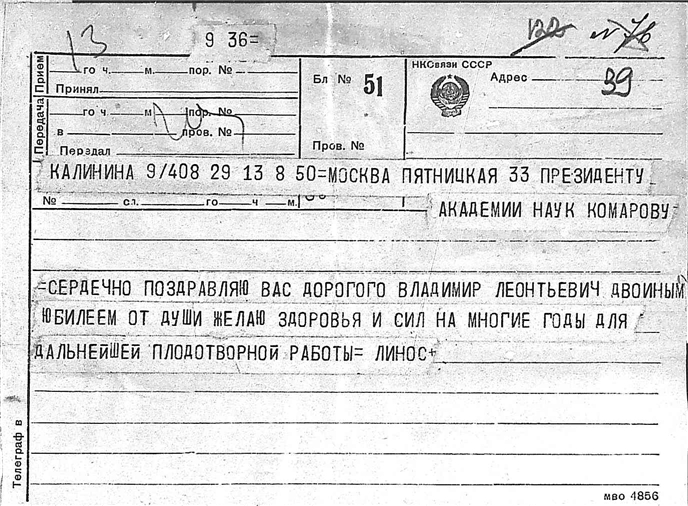 13
9 36=
№ 76
Прием
го ч. м. пор. №
Принял
Передача
го ч. м. пор. №
в пров. №
Передал
Бл № 51
Пров. №
НКСвязи СССР
Адрес 39
КАЛИНИНА 9/408 29 13 8 50=МОСКВА ПЯТНИЦКАЯ 33 ПРЕЗИДЕНТУ
№ сл. го ч м.
АКАДЕМИИ НАУК КОМАРОВУ=
=СЕРДЕЧНО ПОЗДРАВЛЯЮ ВАС ДОРОГОГО ВЛАДИМИР ЛЕОНТЬЕВИЧ ДВОИНЫМ
ЮБИЛЕЕМ ОТ ДУШИ ЖЕЛАЮ ЗДОРОВЬЯ И СИЛ НА МНОГИЕ ГОДЫ ДЛЯ
ДАЛЬНЕЙШЕЙ ПЛОДОТВОРНОЙ РАБОТЫ= ЛИНОС+
Телеграф в
мво 4856